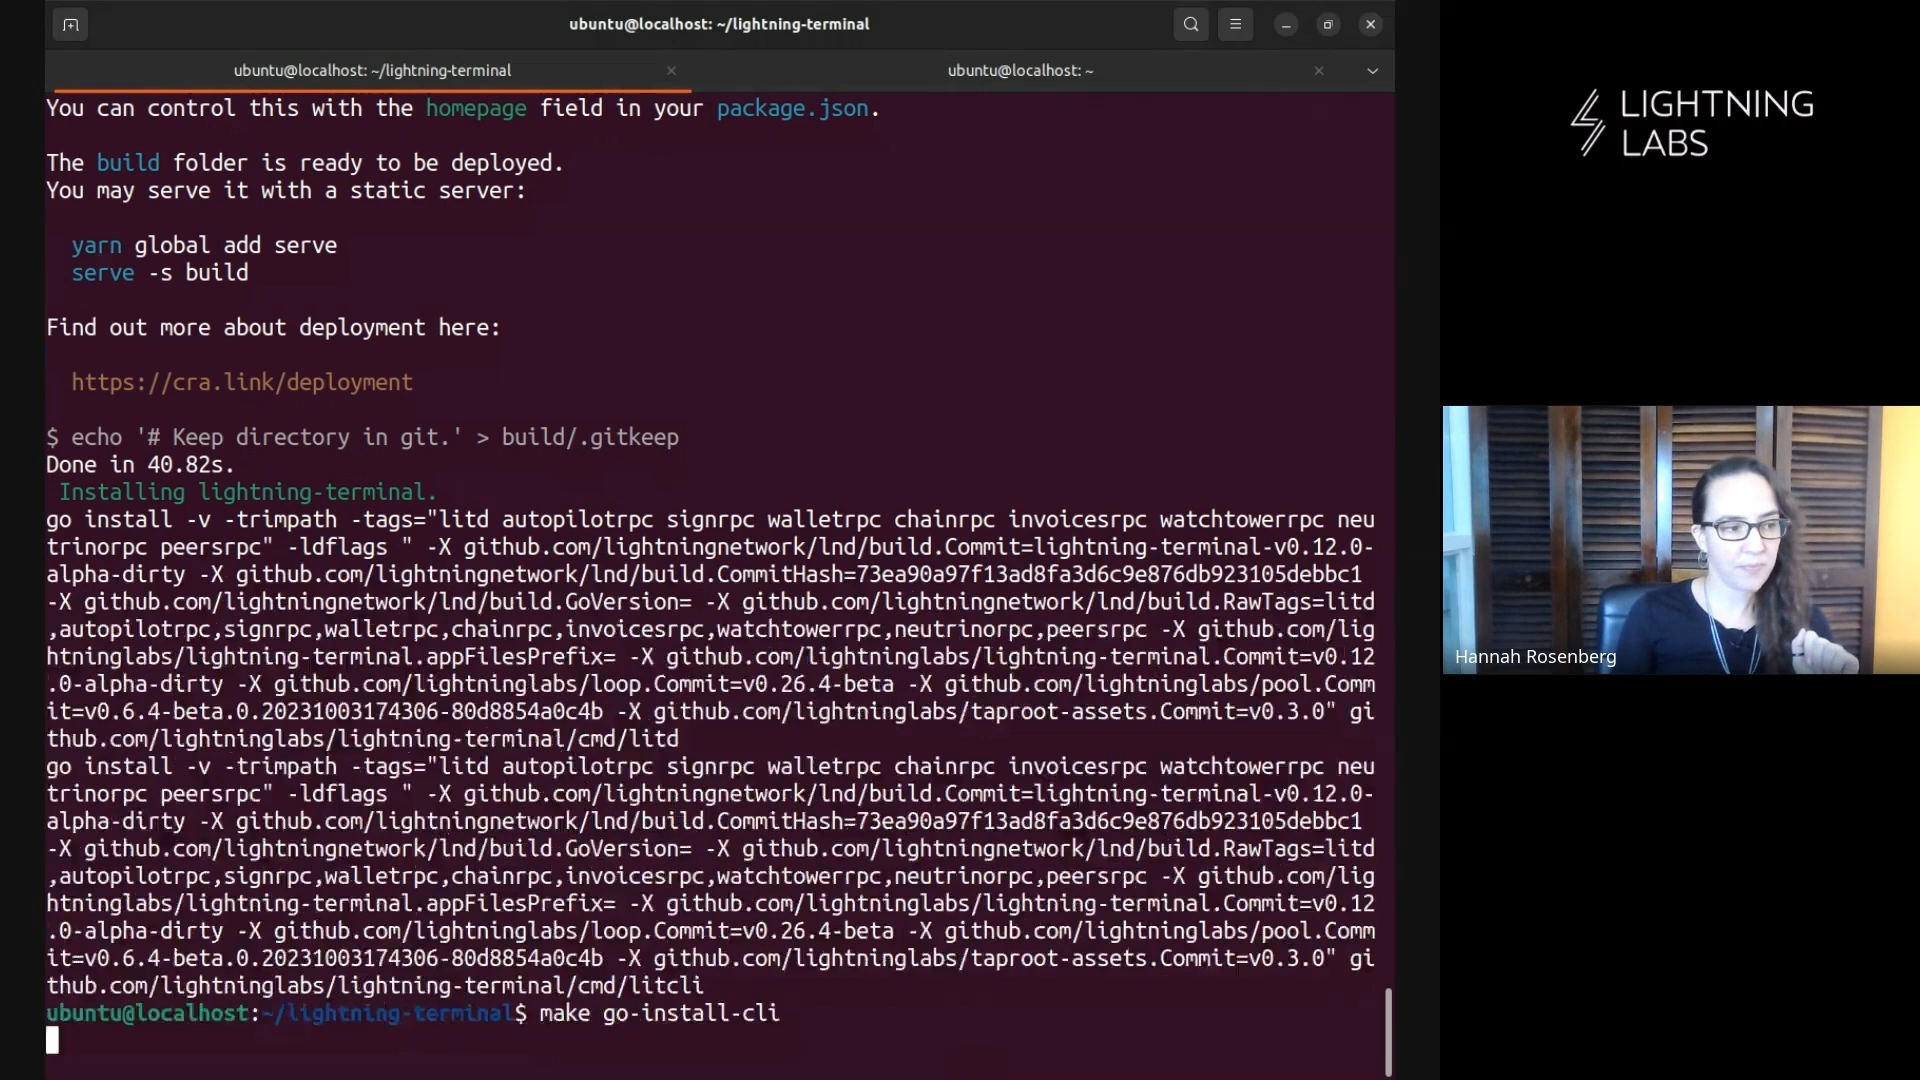 ubuntu@localhost: ~/lightning-terminal
ubuntu@localhost: ~/lightning-terminal
ubuntu@localhost: ~
You can control this with the homepage field in your package.json.
The build folder is ready to be deployed.
You may serve it with a static server:
yarn global add serve
serve -s build
Find out more about deployment here:
https://cra.link/deployment
$ echo '# Keep directory in git.' > build/.gitkeep
Done in 40.82s.
Installing lightning-terminal.
go install -v -trimpath -tags="litd autopilotrpc signrpc walletrpc chainrpc invoicesrpc watchtowerrpc neu
trinorpc peersrpc" -ldflags " -X github.com/lightningnetwork/lnd/build.Commit=lightning-terminal-v0.12.0-
alpha-dirty -X github.com/lightningnetwork/lnd/build.CommitHash=73ea90a97f13ad8fa3d6c9e876db923105debbc1
-X github.com/lightningnetwork/lnd/build.GoVersion= -X github.com/lightningnetwork/lnd/build.RawTags=litd
,autopilotrpc,signrpc,walletrpc,chainrpc,invoicesrpc,watchtowerrpc,neutrinorpc,peersrpc -X github.com/lig
htninglabs/lightning-terminal.appFilesPrefix= -X github.com/lightninglabs/lightning-terminal.Commit=v0.12
.0-alpha-dirty -X github.com/lightninglabs/loop.Commit=v0.26.4-beta -X github.com/lightninglabs/pool.Comm
it=v0.6.4-beta.0.20231003174306-80d8854a0c4b -X github.com/lightninglabs/taproot-assets.Commit=v0.3.0" gi
thub.com/lightninglabs/lightning-terminal/cmd/litd
go install -v -trimpath -tags="litd autopilotrpc signrpc walletrpc chainrpc invoicesrpc watchtowerrpc neu
trinorpc peersrpc" -ldflags " -X github.com/lightningnetwork/lnd/build.Commit=lightning-terminal-v0.12.0-
alpha-dirty -X github.com/lightningnetwork/lnd/build.CommitHash=73ea90a97f13ad8fa3d6c9e876db923105debbc1
-X github.com/lightningnetwork/lnd/build.GoVersion= -X github.com/lightningnetwork/lnd/build.RawTags=litd
,autopilotrpc,signrpc,walletrpc,chainrpc,invoicesrpc,watchtowerrpc,neutrinorpc,peersrpc -X github.com/lig
htninglabs/lightning-terminal.appFilesPrefix= -X github.com/lightninglabs/lightning-terminal.Commit=v0.12
.0-alpha-dirty -X github.com/lightninglabs/loop.Commit=v0.26.4-beta -X github.com/lightninglabs/pool.Comm
it=v0.6.4-beta.0.20231003174306-80d8854a0c4b -X github.com/lightninglabs/taproot-assets.Commit=v0.3.0" gi
thub.com/lightninglabs/lightning-terminal/cmd/litcli
ubuntu@localhost:~/lightning-terminal$ make go-install-cli
LIGHTNING
LABS
Hannah Rosenberg